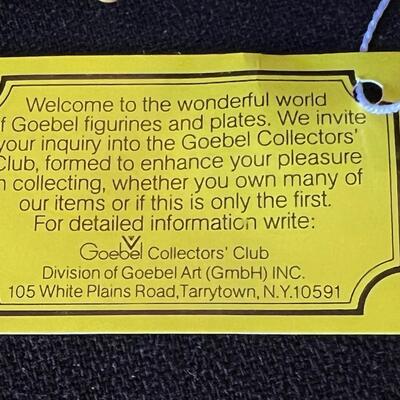 Welcome to the wonderful world
f Goebel figurines and plates. We invite
your inquiry into the Goebel Collectors'
Club, formed to enhance your pleasure
n collecting, whether you own many of
our items or if this is only the first.
For detailed information write:
Goebel Collectors' Club
Division of Goebel Art (GmbH) INC.
105 White Plains Road, Tarrytown, N.Y. 10591